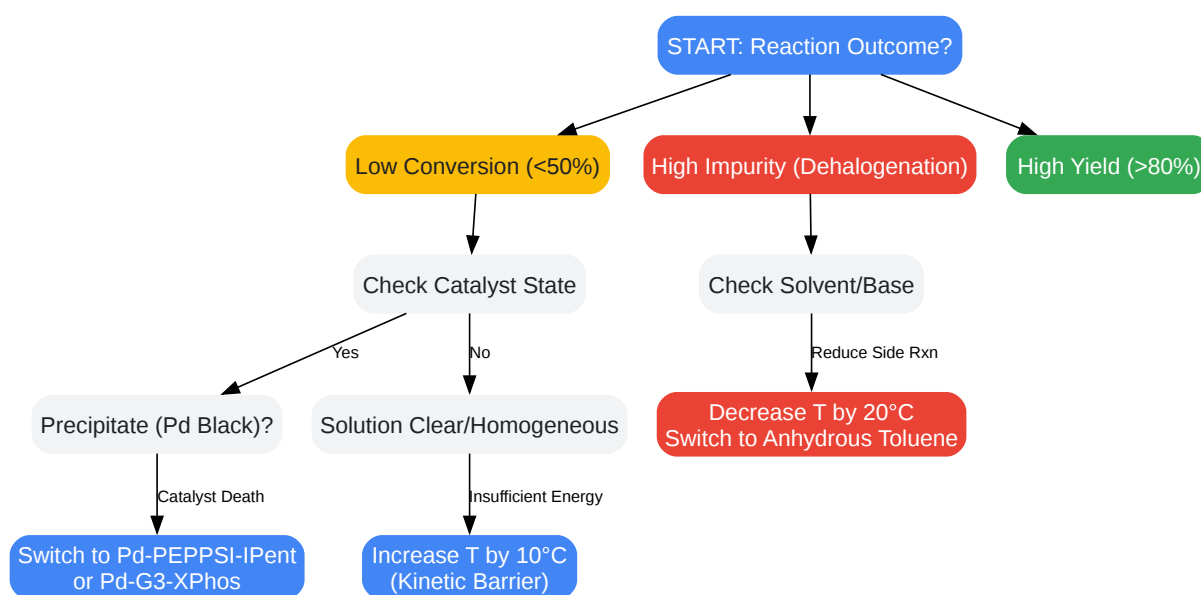 START: Reaction Outcome?
Low Conversion (<50%)
High Impurity (Dehalogenation)
High Yield (>80%)
Check Catalyst State
Check Solvent/Base
Yes
No
Reduce Side Rxn
Precipitate (Pd Black)?
Solution Clear/Homogeneous
Decrease T by 20°C
Switch to Anhydrous Toluene
Catalyst Death
Insufficient Energy
Switch to Pd-PEPPSI-IPent
or Pd-G3-XPhos
Increase T by 10°C
(Kinetic Barrier)